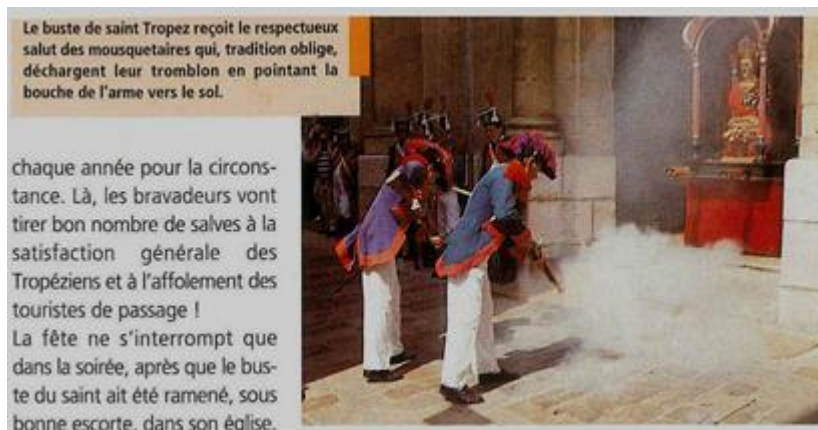 Le buste de saint Tropez reçoit le respectueux
salut des mousquetaires qui, tradition oblige,
déchargent leur tromblon en pointant la
bouche de l'arme vers le sol.
chaque année pour la circons-
tance. Là, les bravadeurs vont
tirer bon nombre de salves à la
satisfaction générale des
Tropéziens et à l'affolement des
touristes de passage !
La fête ne s'interrompt que
dans la soirée, après que le bus-
te du saint ait été ramené, sous
bonne escorte, dans son église.